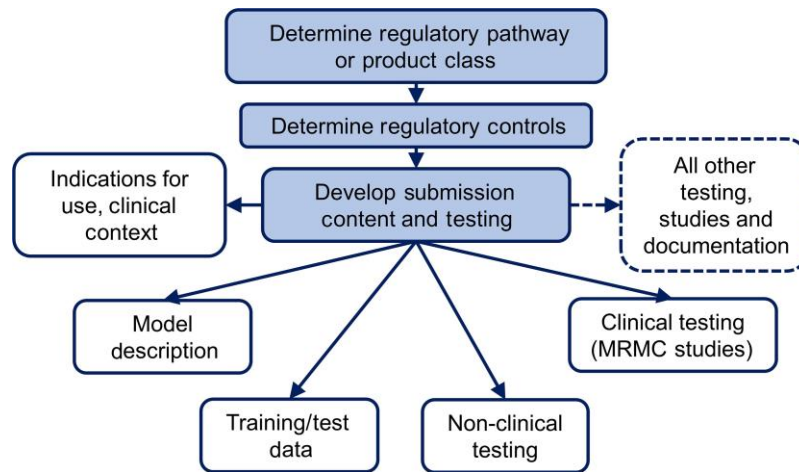 Determine regulatory pathway
or product class
Determine regulatory controls
Indications for
use, clinical
context
Develop submission
content and testing
All other
testing,
studies and
documentation
Model
description
Clinical testing
(MRMC studies)
Training/test
data
Non-clinical
testing